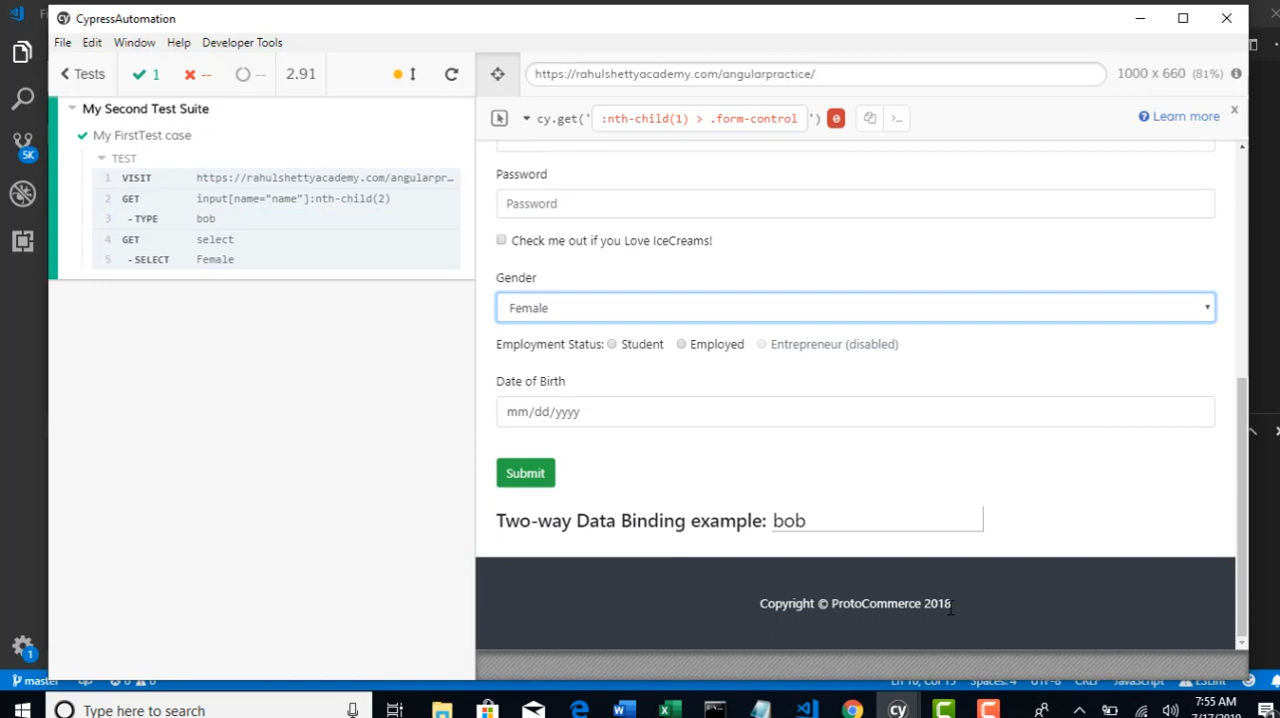 CypressAutomation
File Edit Window Help Developer Tools
Tests 1 -- -- 2.91
https://rahulshettyacademy.com/angularpractice/
1000 x 660 (81%)
cy.get(' :nth-child(1) > .form-control ') 0
Learn more
My Second Test Suite
My FirstTest case
TEST
1 VISIT https://rahulshettyacademy.com/angularpr…
2 GET input[name="name"]:nth-child(2)
3 -TYPE bob
4 GET select
5 -SELECT Female
Password
Password
Check me out if you Love IceCreams!
Gender
Female
Employment Status: Student Employed Entrepreneur (disabled)
Date of Birth
mm/dd/yyyy
Submit
Two-way Data Binding example: bob
Copyright © ProtoCommerce 2018
5K
1
master
Type here to search
7:55 AM